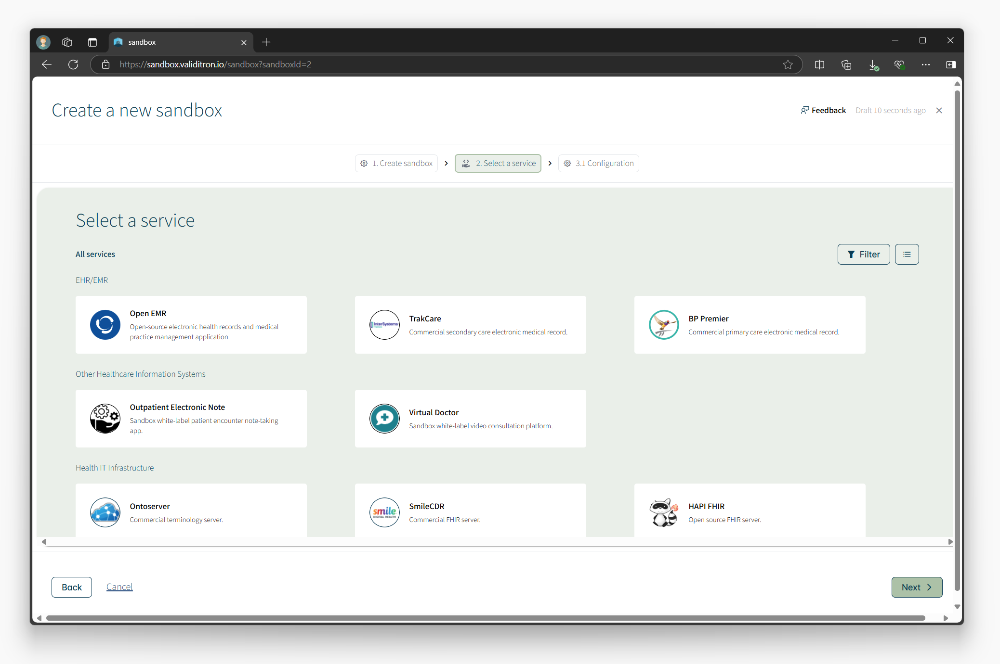 sandbox
https://sandbox.validitron.io/sandbox?sandboxId=2
Create a new sandbox
Feedback
Draft 10 seconds ago
1. Create sandbox
2. Select a service
3.1 Configuration
Select a service
All services
Filter
EHR/EMR
Open EMR
Open-source electronic health records and medical
practice management application.
InterSystems
TrakCare
TrakCare
Commercial secondary care electronic medical record.
BP Premier
Commercial primary care electronic medical record.
Other Healthcare Information Systems
Outpatient Electronic Note
Sandbox white-label patient encounter note-taking
app.
Virtual Doctor
Sandbox white-label video consultation platform.
Health IT Infrastructure
Ontoserver
Commercial terminology server.
smile
DIGITAL HEALTH
SmileCDR
Commercial FHIR server.
HAPI FHIR
Open source FHIR server.
Back
Cancel
Next